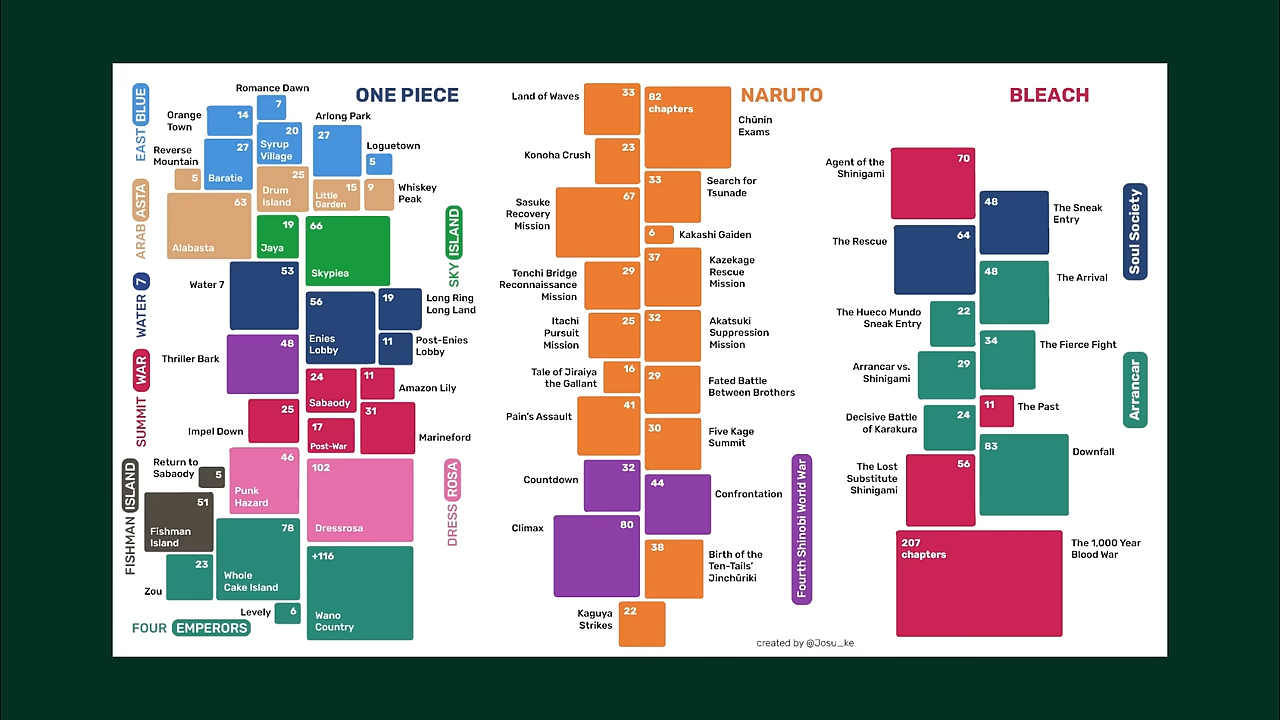 ONE PIECE
EAST BLUE
Romance Dawn
7
Orange
Town
14
20
Syrup
Village
Arlong Park
27
Loguetown
5
Reverse
Mountain
5
27
Baratie
ARAB ASTA
25
Drum
Island
15
Little
Garden
9
Whiskey
Peak
63
Alabasta
19
Jaya
66
Skypiea
SKY ISLAND
WATER 7
Water 7
53
56
Enies
Lobby
19
Long Ring
Long Land
11
Post-Enies
Lobby
Thriller Bark
48
SUMMIT WAR
24
Sabaody
11
Amazon Lily
Impel Down
25
17
Post-War
31
Marineford
FISHMAN ISLAND
Return to
Sabaody
5
46
Punk
Hazard
102
Dressrosa
DRESS ROSA
51
Fishman
Island
78
Whole
Cake Island
+116
Wano
Country
Zou
23
Levely
6
FOUR EMPERORS
NARUTO
Land of Waves
33
82
chapters
Chūnin
Exams
Konoha Crush
23
33
Search for
Tsunade
Sasuke
Recovery
Mission
67
6
Kakashi Gaiden
37
Kazekage
Rescue
Mission
Tenchi Bridge
Reconnaissance
Mission
29
Itachi
Pursuit
Mission
25
32
Akatsuki
Suppression
Mission
Tale of Jiraiya
the Gallant
16
29
Fated Battle
Between Brothers
Pain's Assault
41
30
Five Kage
Summit
Countdown
32
44
Confrontation
Climax
80
38
Birth of the
Ten-Tails'
Jinchūriki
Fourth Shinobi World War
Kaguya
Strikes
22
BLEACH
Agent of the
Shinigami
70
48
The Sneak
Entry
Soul Society
The Rescue
64
48
The Arrival
The Hueco Mundo
Sneak Entry
22
34
The Fierce Fight
Arrancar vs.
Shinigami
29
11
The Past
Arrancar
Decisive Battle
of Karakura
24
83
Downfall
The Lost
Substitute
Shinigami
56
207
chapters
The 1,000 Year
Blood War
created by @Josu_ke